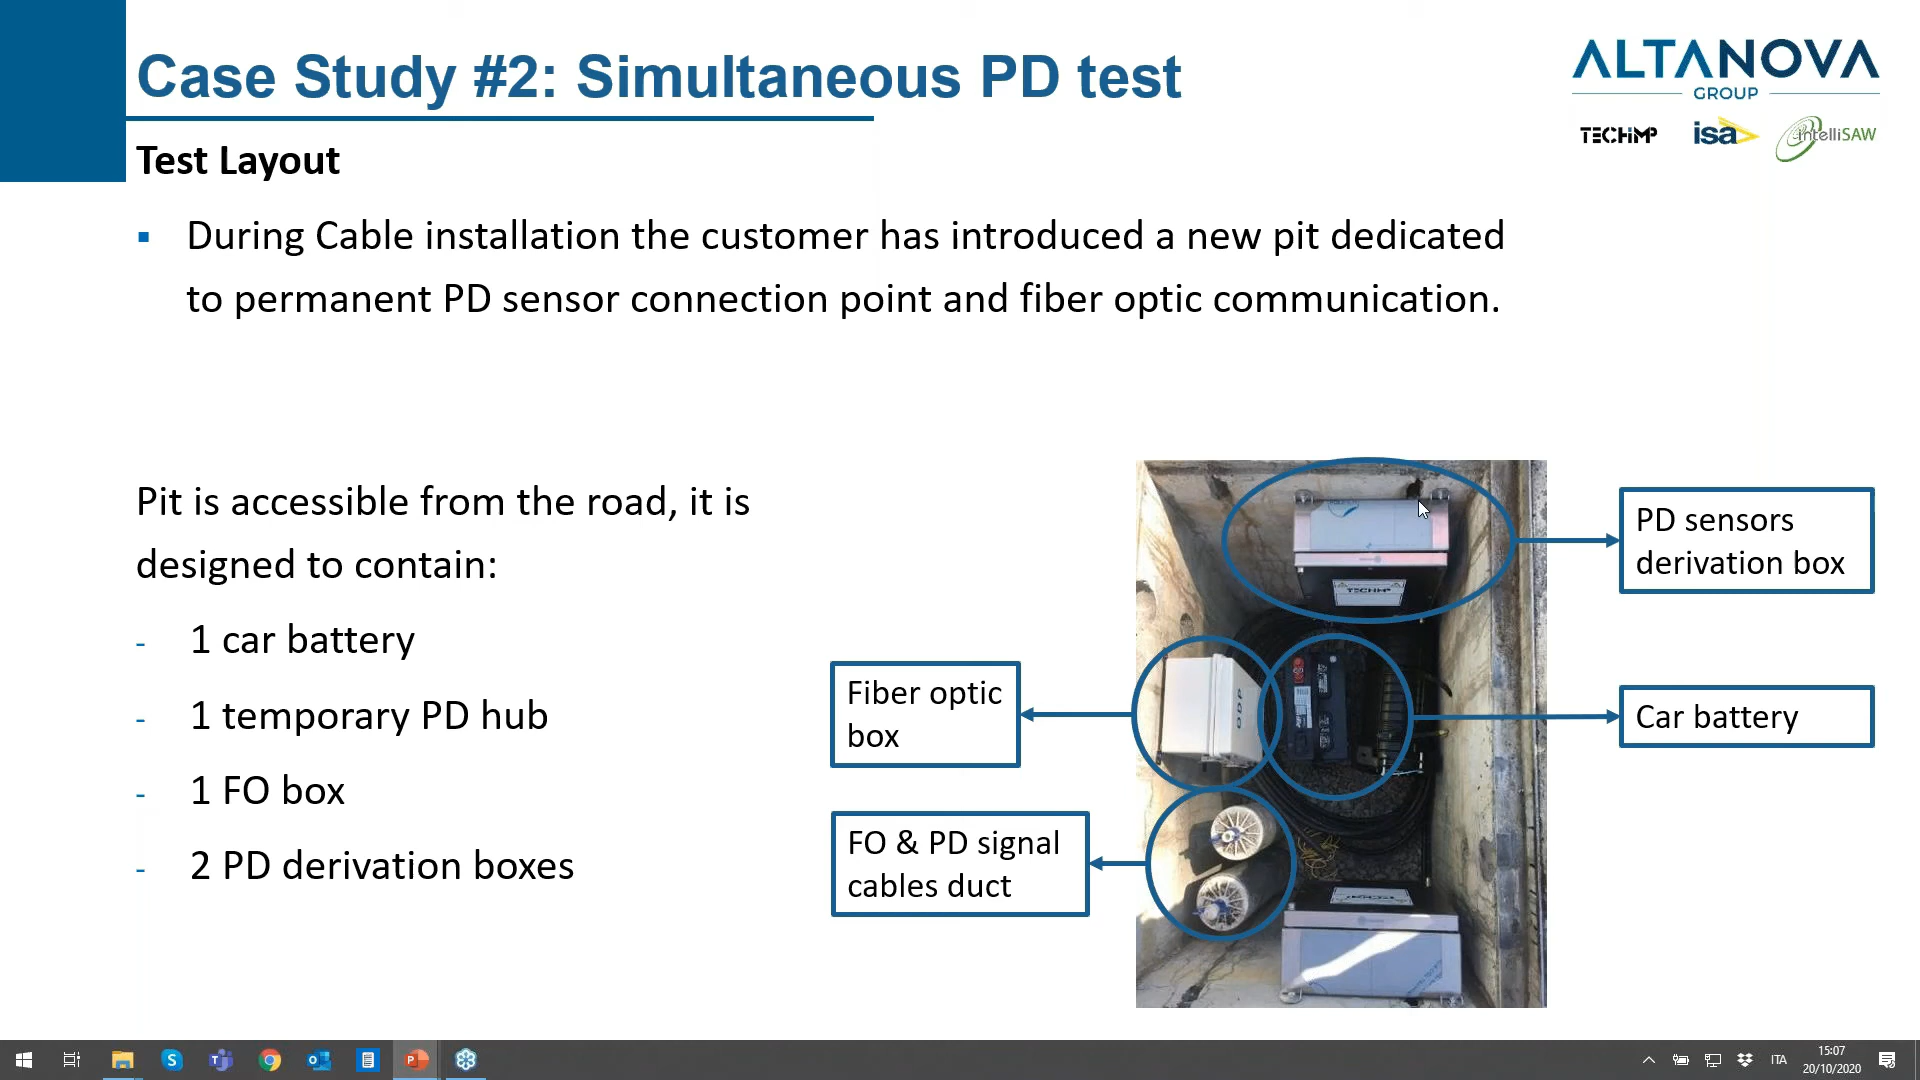 Case Study #2: Simultaneous PD test
ALTANOVA
GROUP
TECHIMP
isa
intelliSAW
Test Layout
▪ During Cable installation the customer has introduced a new pit dedicated
to permanent PD sensor connection point and fiber optic communication.
Pit is accessible from the road, it is
designed to contain:
- 1 car battery
- 1 temporary PD hub
- 1 FO box
- 2 PD derivation boxes
PD sensors
derivation box
TECHIMP
Fiber optic
box
ODP
Car battery
FO & PD signal
cables duct
TECHIMP
ITA
15:07
20/10/2020